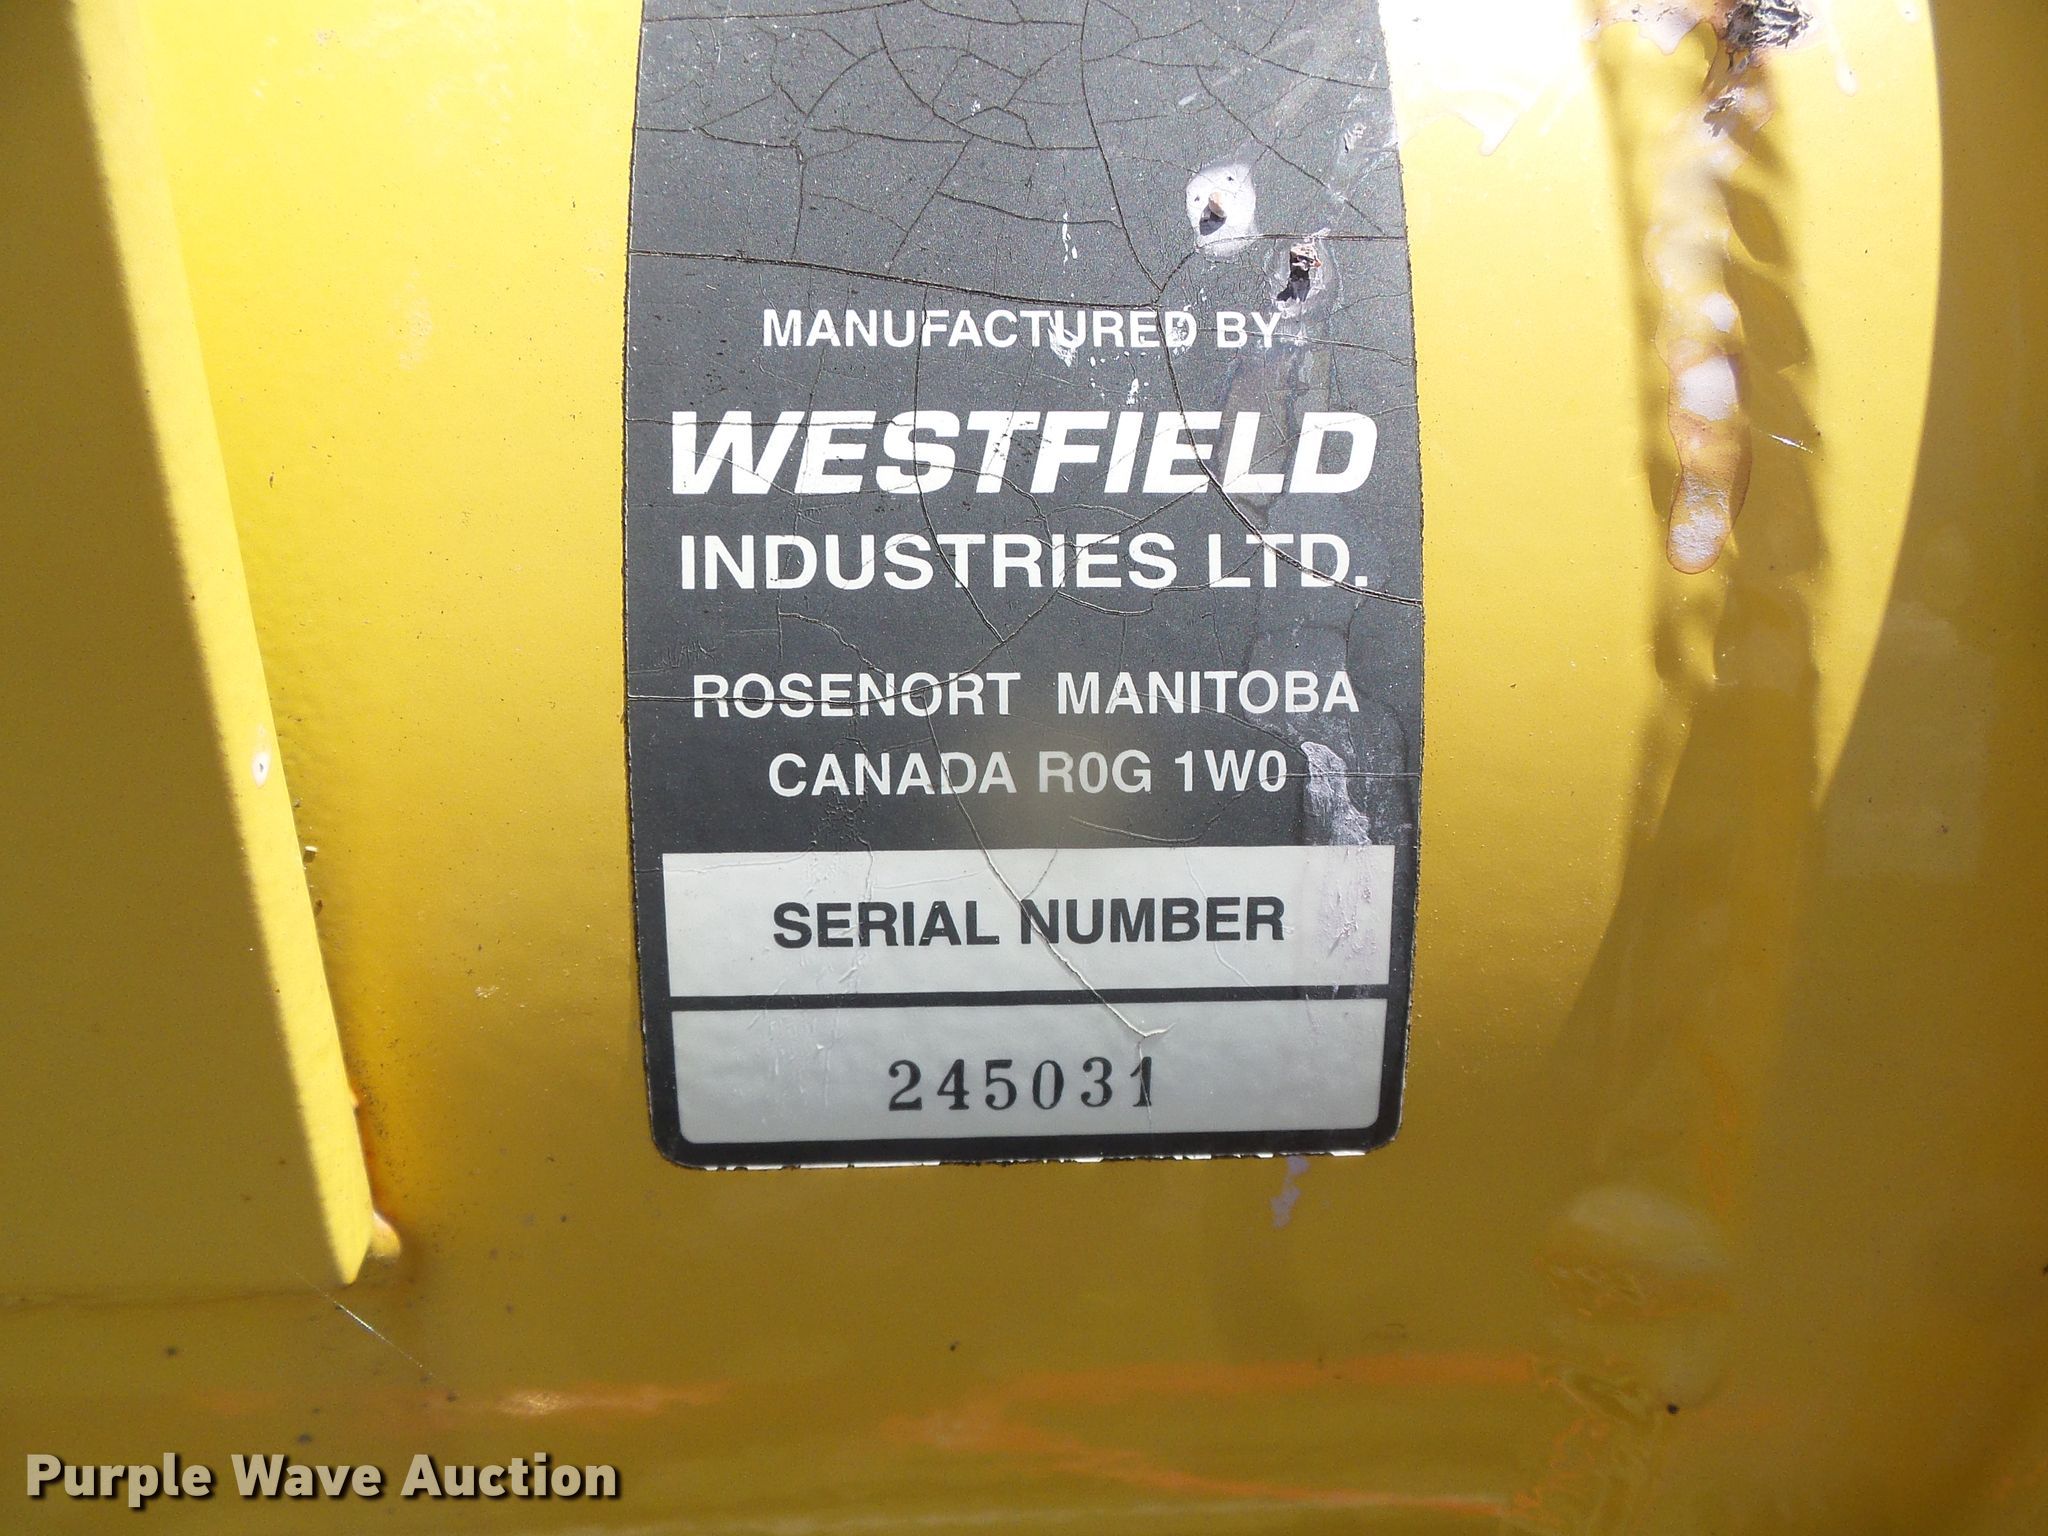 MANUFACTURED BY
WESTFIELD
INDUSTRIES LTD.
ROSENORT MANITOBA
CANADA R0G 1W0
SERIAL NUMBER
245031
Purple Wave Auction